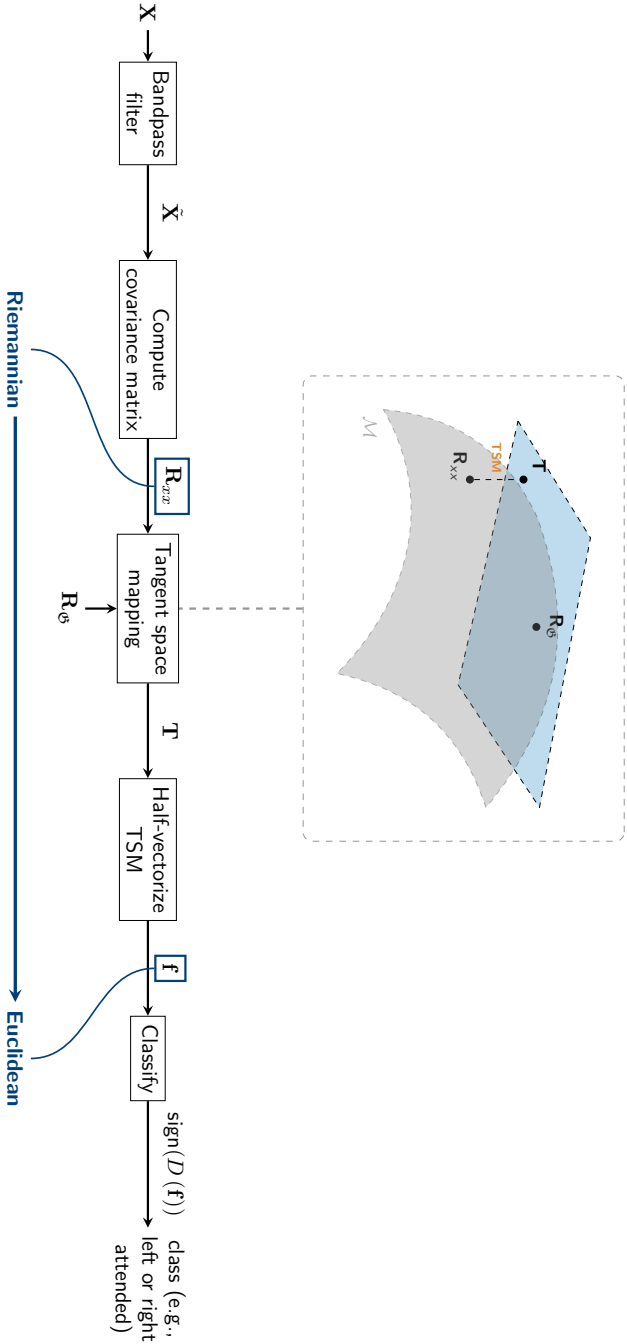 T
TSM
R_xx
R_𝔊
ℳ
X
Bandpass
filter
X̃
Compute
covariance matrix
R_xx
Tangent space
mapping
R_𝔊
T
Half-vectorize
TSM
f
Classify
sign(D(f))
class (e.g.,
left or right
attended)
Riemannian
Euclidean